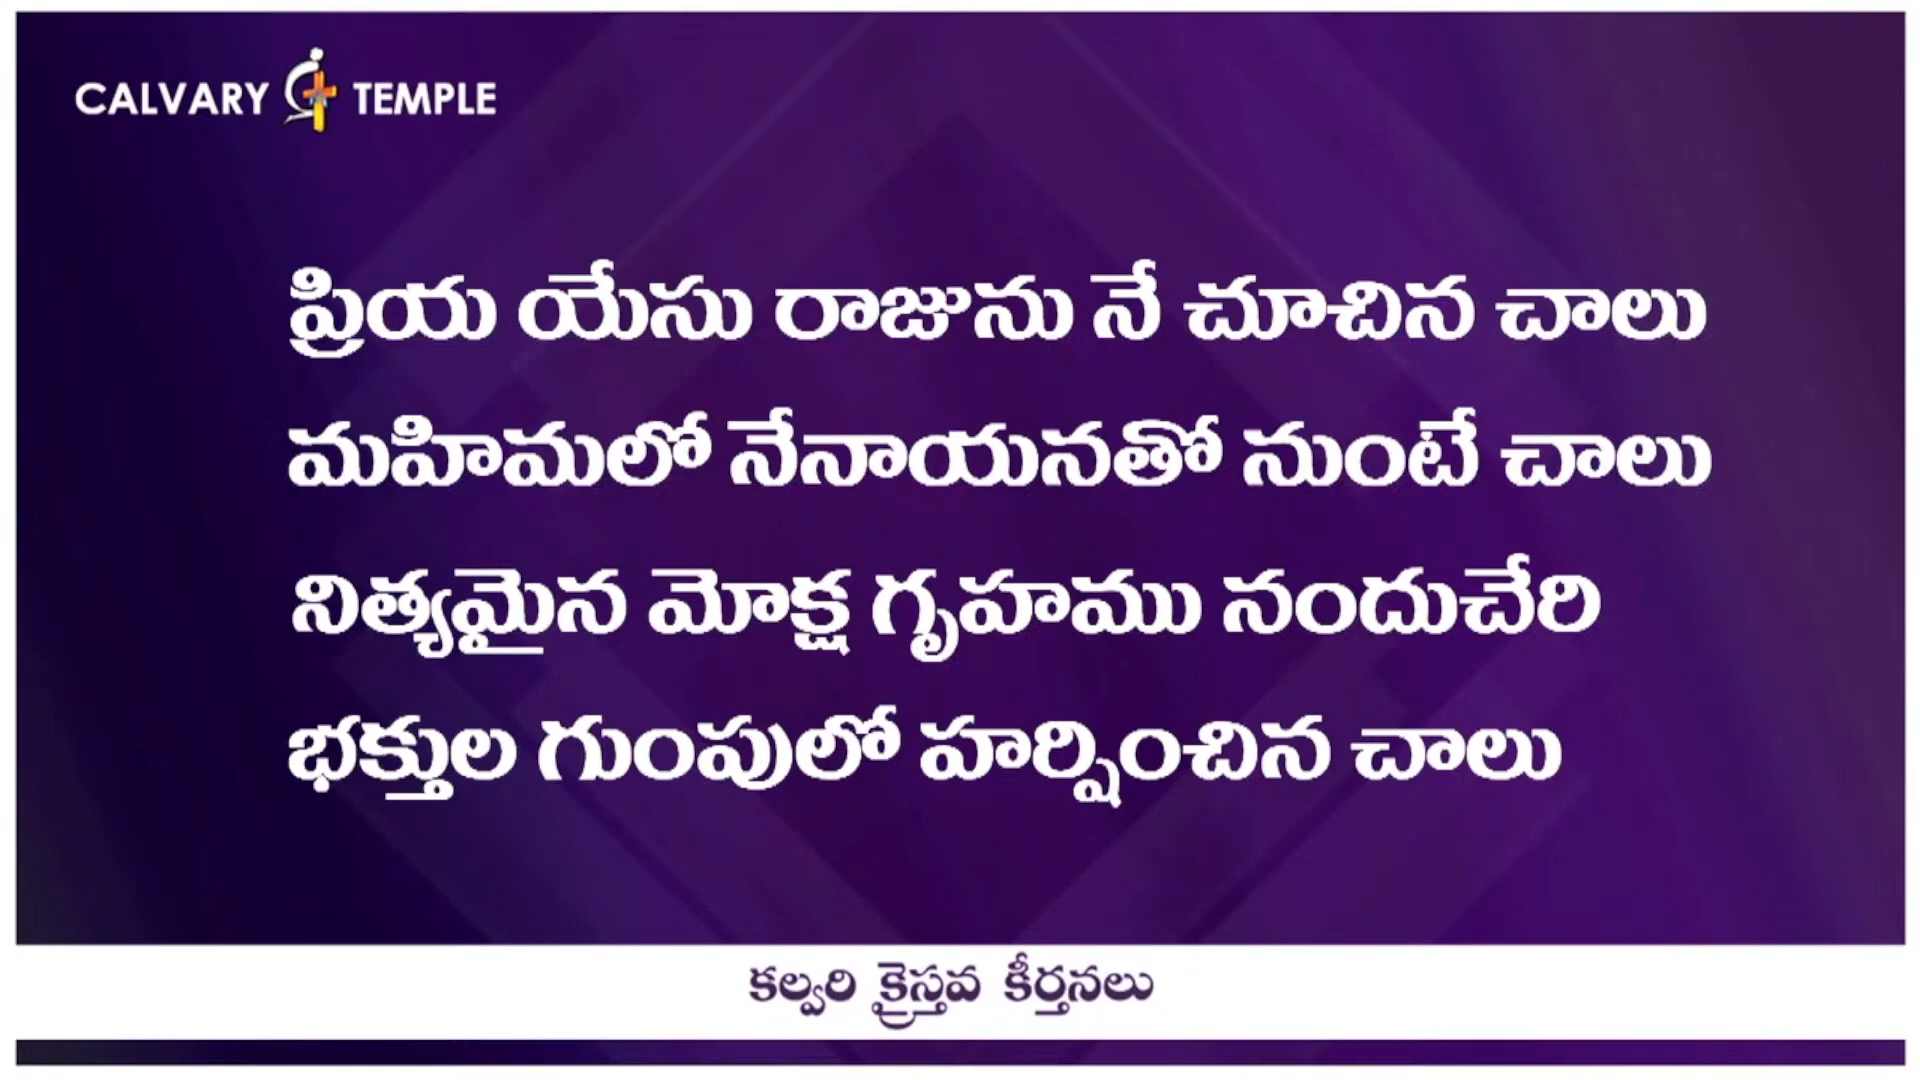 CALVARY TEMPLE
ప్రియ యేసు రాజును నే చూచిన చాలు
మహిమలో నేనాయనతో నుంటే చాలు
నిత్యమైన మోక్ష గృహము నందుచేరి
భక్తుల గుంపులో హర్షించిన చాలు
కల్వరి క్రైస్తవ కీర్తనలు